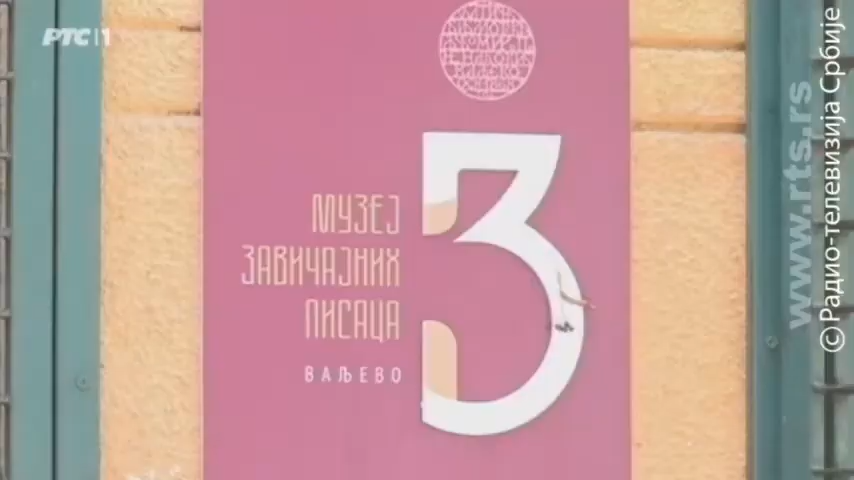 РТС 1
МУЗЕЈ
ЗАВИЧАЈНИХ
ПИСАЦА
ВАЉЕВО
З
www.rts.rs
©Радио-телевизија Србије